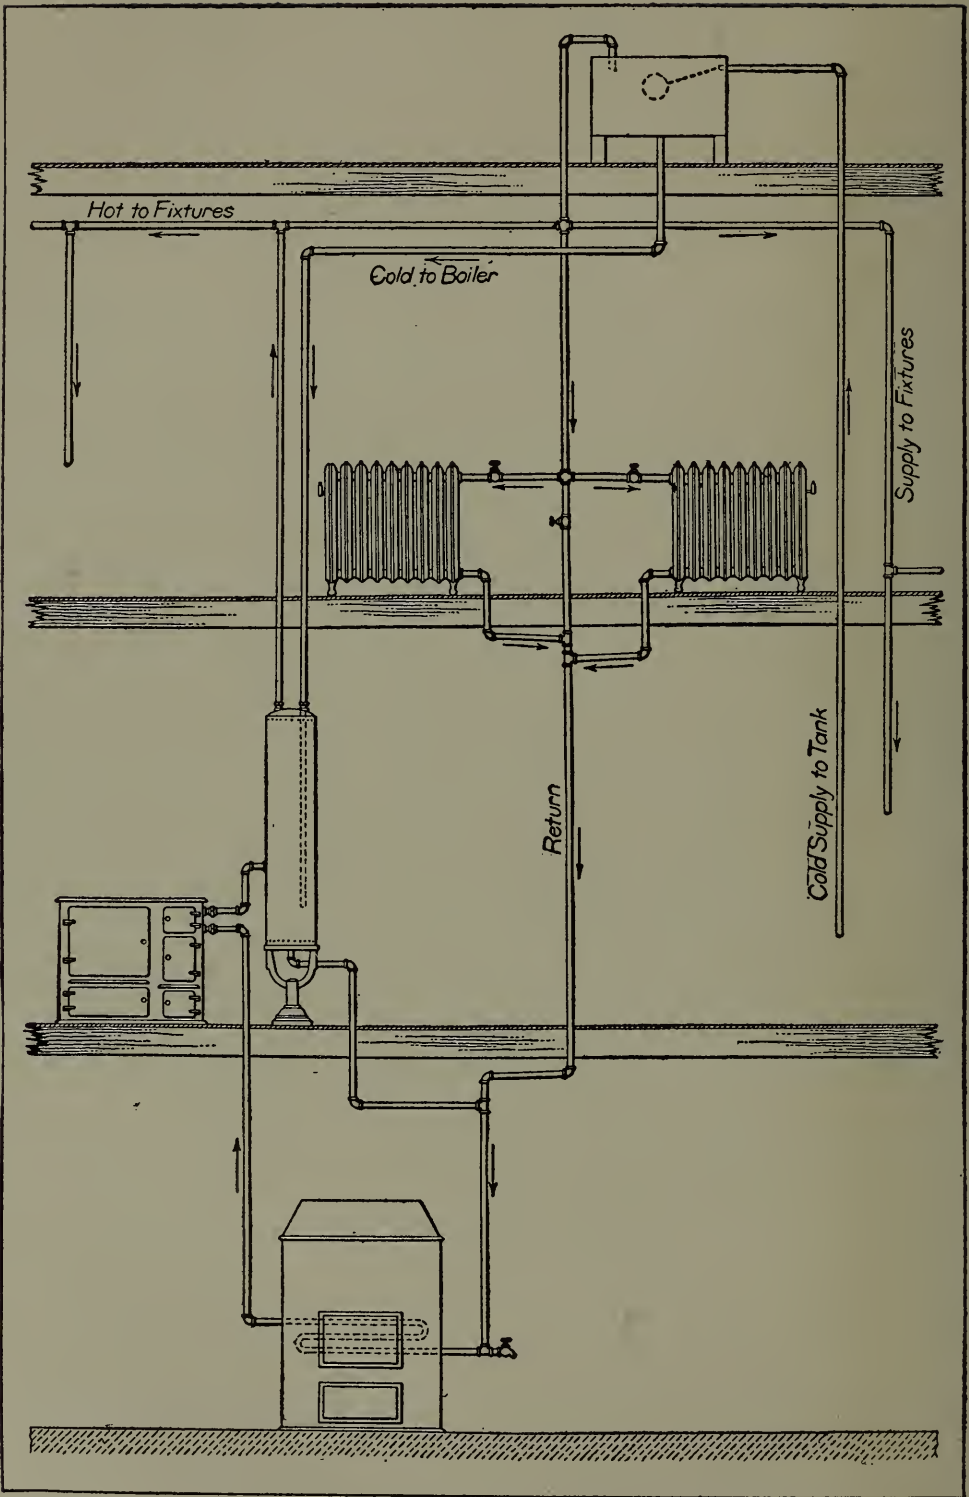 Hot to Fixtures
Cold to Boiler
Supply to Fixtures
Cold Supply to Tank
Return